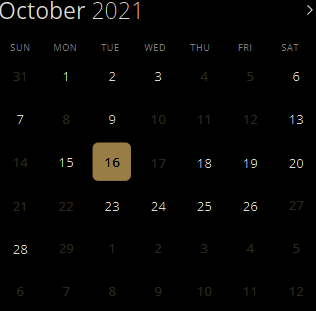 October 2021
SUN MON TUE WED THU FRI SAT
31 1 2 3 4 5 6
7 8 9 10 11 12 13
14 15 16 17 18 19 20
21 22 23 24 25 26 27
28 29 1 2 3 4 5
6 7 8 9 10 11 12